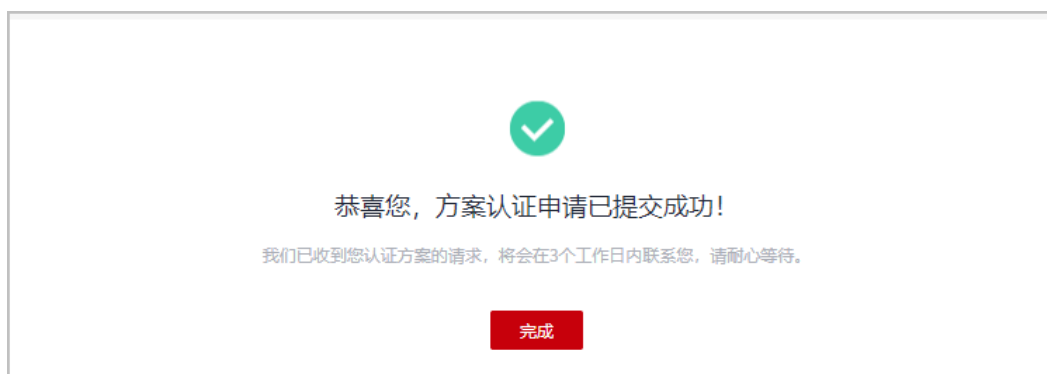 恭喜您，方案认证申请已提交成功！
我们已收到您认证方案的请求，将会在3个工作日内联系您，请耐心等待。
完成